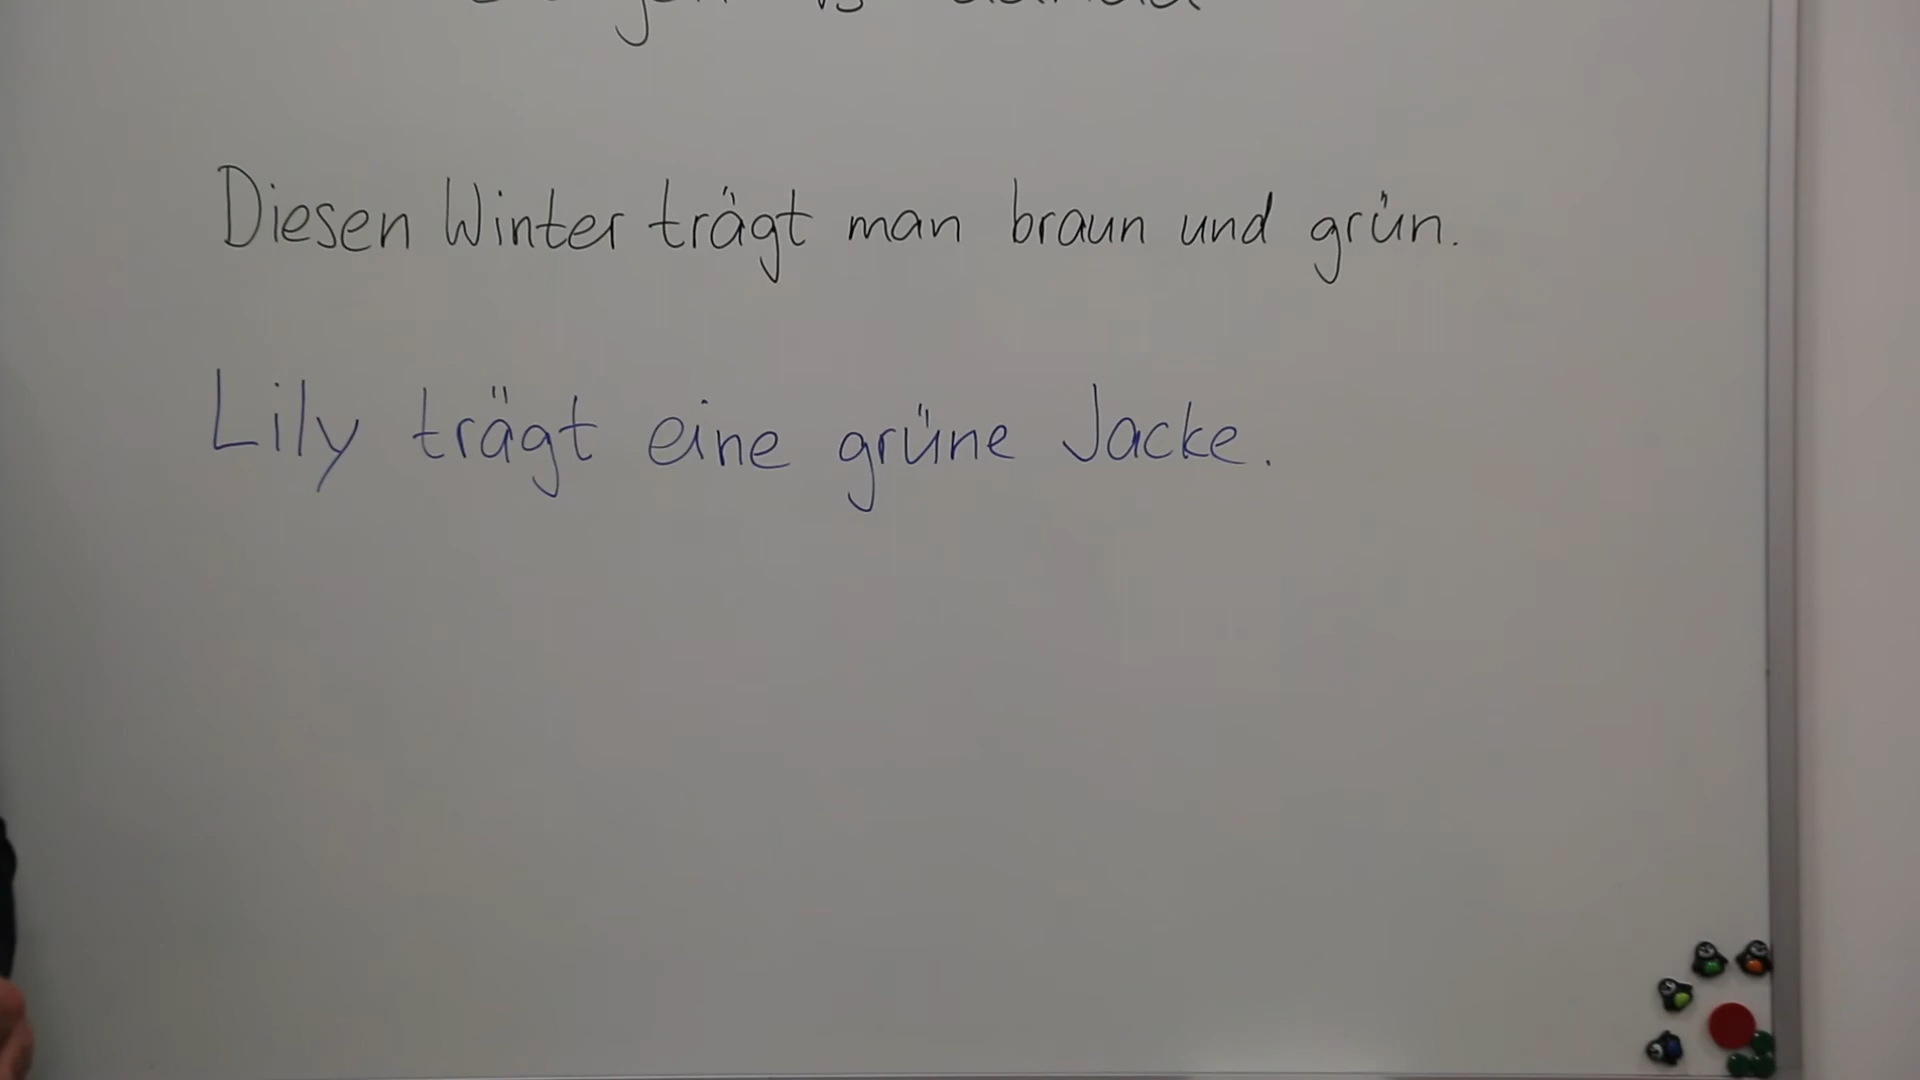 Diesen Winter trägt man braun und grün.
Lily trägt eine grüne Jacke.